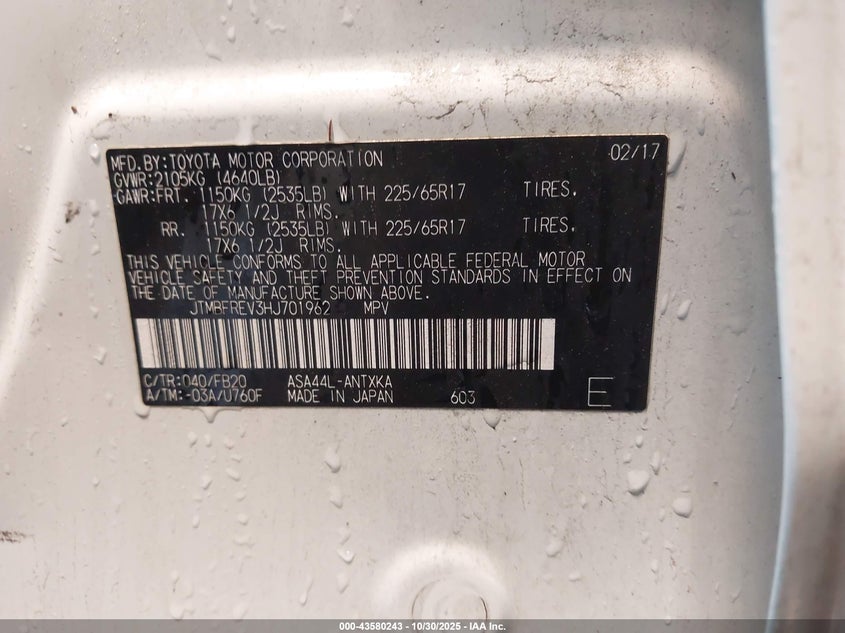 MFD.BY:TOYOTA MOTOR CORPORATION 02/17
GVWR:2105KG (4640LB)
GAWR:FRT. 1150KG (2535LB) WITH 225/65R17 TIRES.
17X6 1/2J RIMS.
RR. 1150KG (2535LB) WITH 225/65R17 TIRES.
17X6 1/2J RIMS.
THIS VEHICLE CONFORMS TO ALL APPLICABLE FEDERAL MOTOR
VEHICLE SAFETY AND THEFT PREVENTION STANDARDS IN EFFECT ON
THE DATE OF MANUFACTURE SHOWN ABOVE.
JTMBFREV3HJ701962 MPV
C/TR:040/FB20 ASA44L-ANTXKA
A/TM:-03A/U760F MADE IN JAPAN 603 E
000-43580243 - 10/30/2025 - IAA Inc.